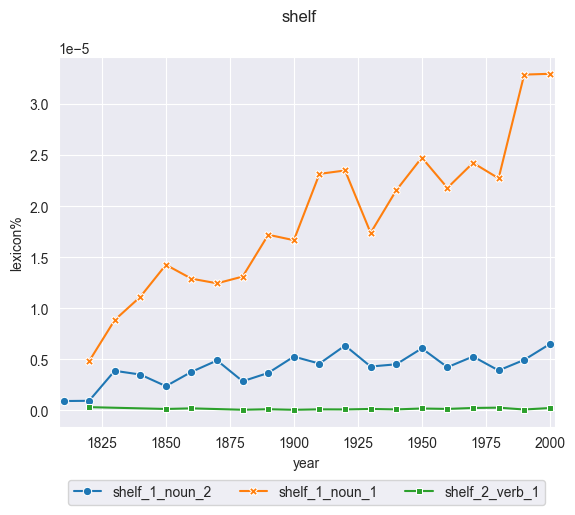 shelf
1e−5
3.0
2.5
2.0
1.5
1.0
0.5
0.0
lexicon%
1825 1850 1875 1900 1925 1950 1975 2000
year
shelf_1_noun_2 shelf_1_noun_1 shelf_2_verb_1